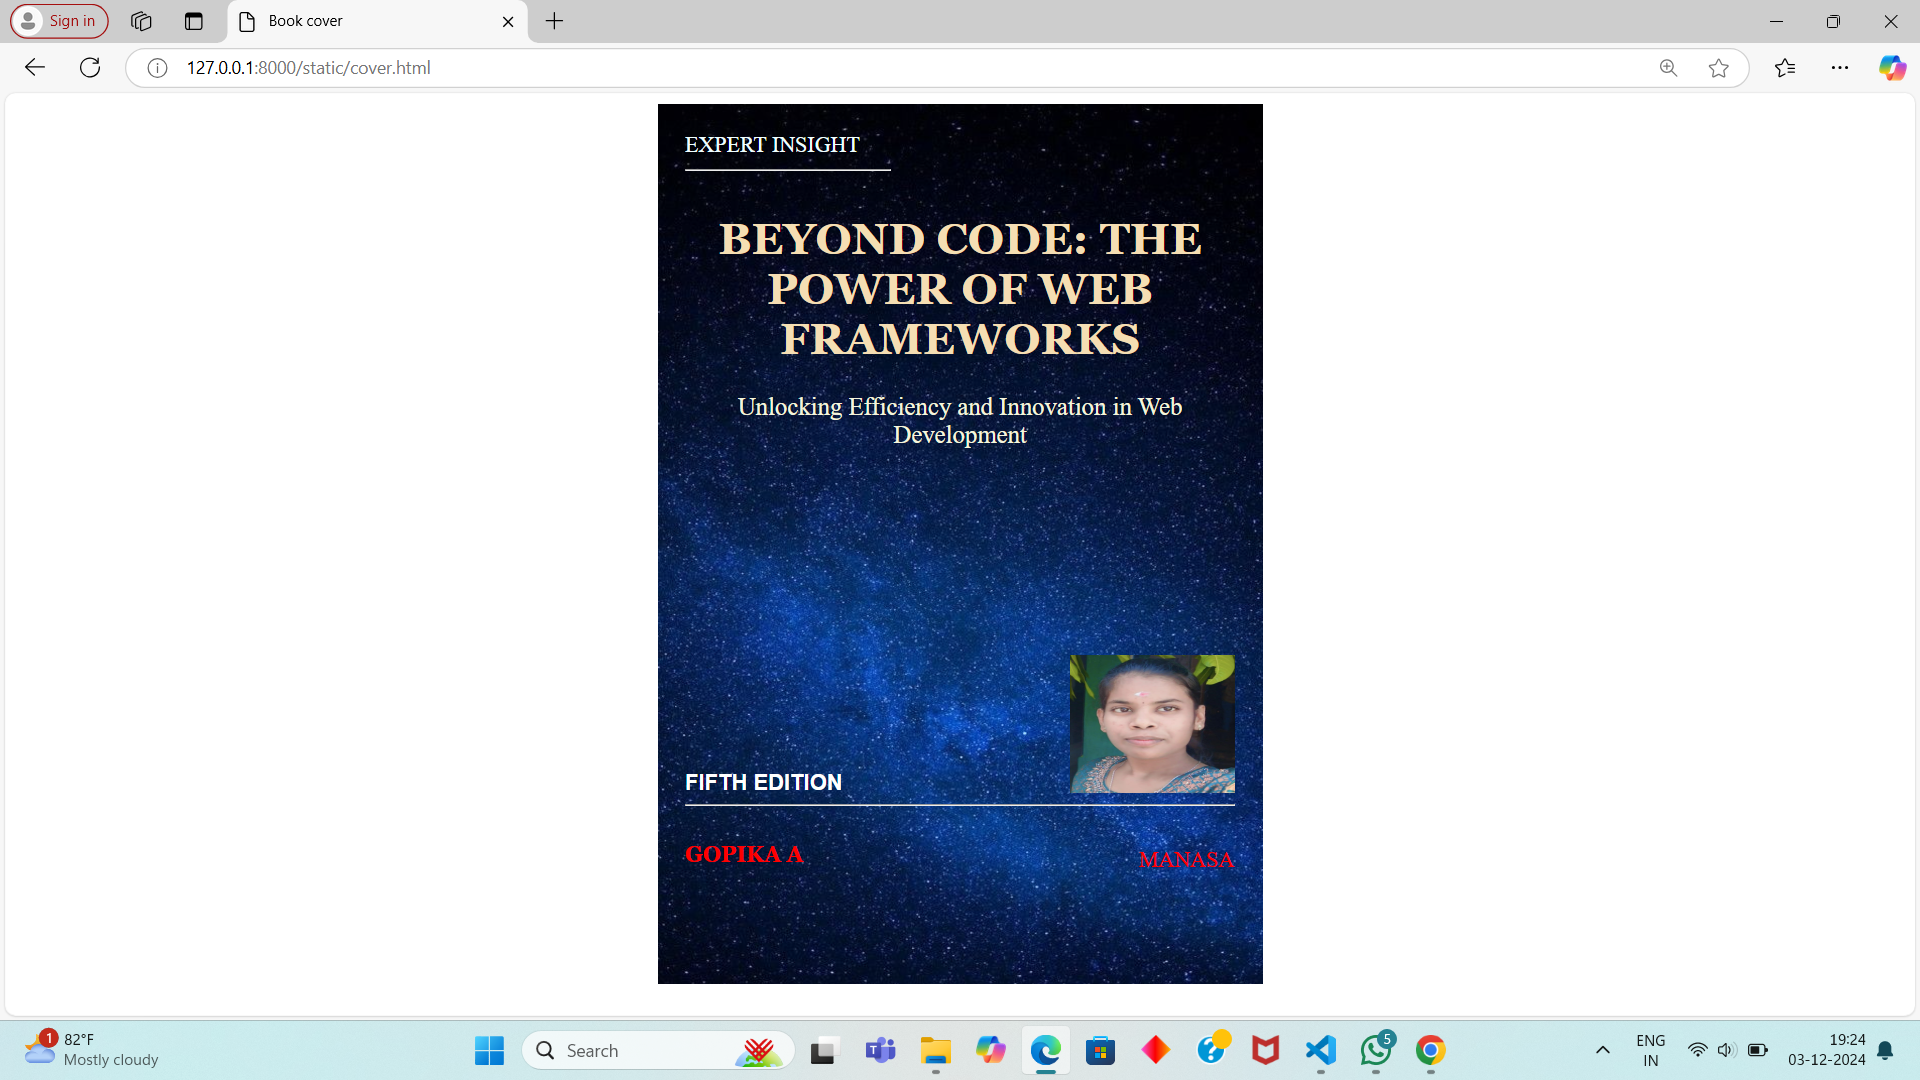 Sign in
Book cover
127.0.0.1:8000/static/cover.html
EXPERT INSIGHT
BEYOND CODE: THE
POWER OF WEB
FRAMEWORKS
Unlocking Efficiency and Innovation in Web
Development
FIFTH EDITION
GOPIKA A
MANASA
1
82°F
Mostly cloudy
Search
5
ENG
IN
19:24
03-12-2024